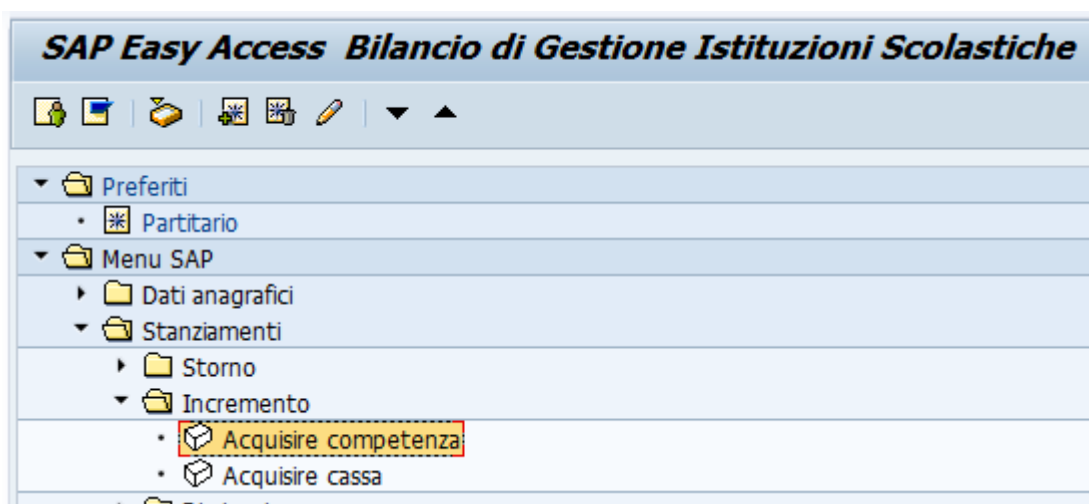 SAP Easy Access Bilancio di Gestione Istituzioni Scolastiche
Preferiti
Partitario
Menu SAP
Dati anagrafici
Stanziamenti
Storno
Incremento
Acquisire competenza
Acquisire cassa